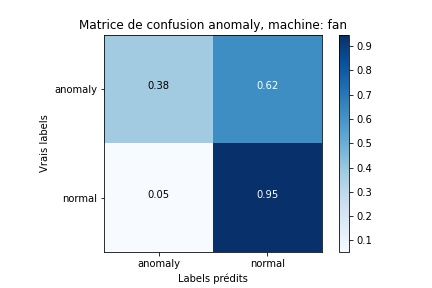 Matrice de confusion anomaly, machine: fan
Vrais labels
anomaly
0.38
0.62
normal
0.05
0.95
anomaly
normal
Labels prédits
0.9
0.8
0.7
0.6
0.5
0.4
0.3
0.2
0.1